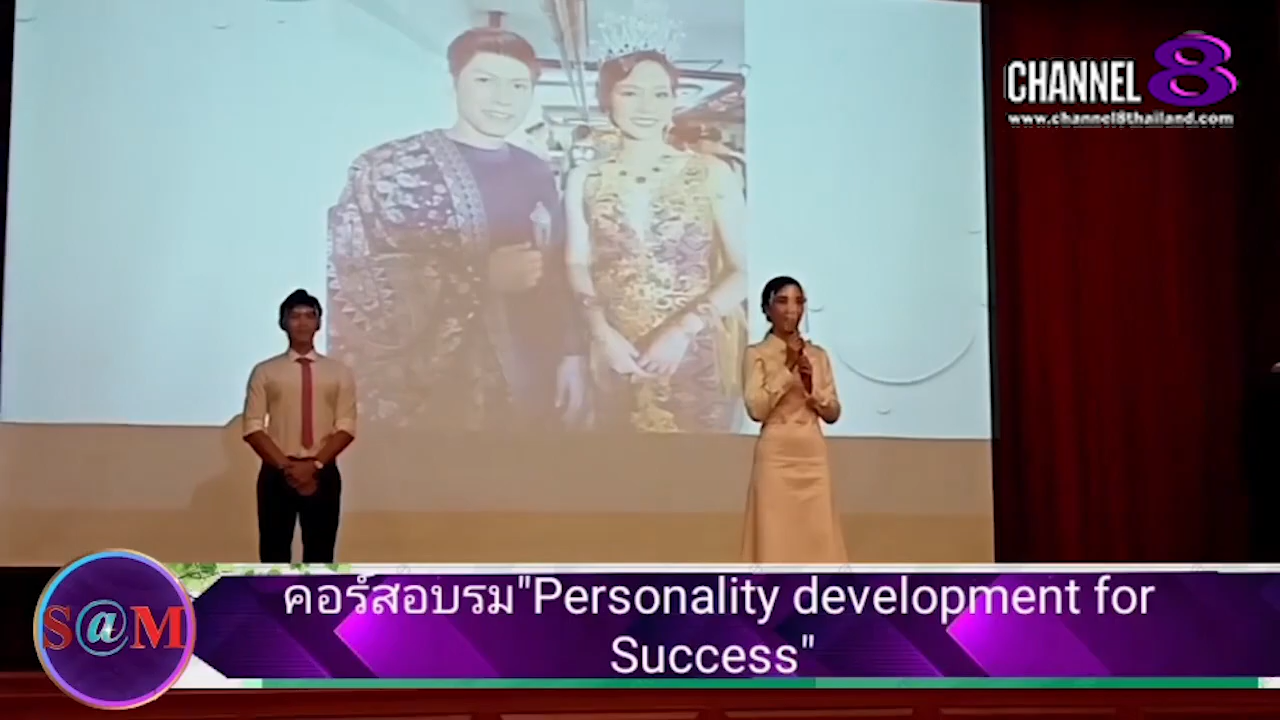 CHANNEL 8
www.channel8thailand.com
S@M
คอร์สอบรม"Personality development for
Success"